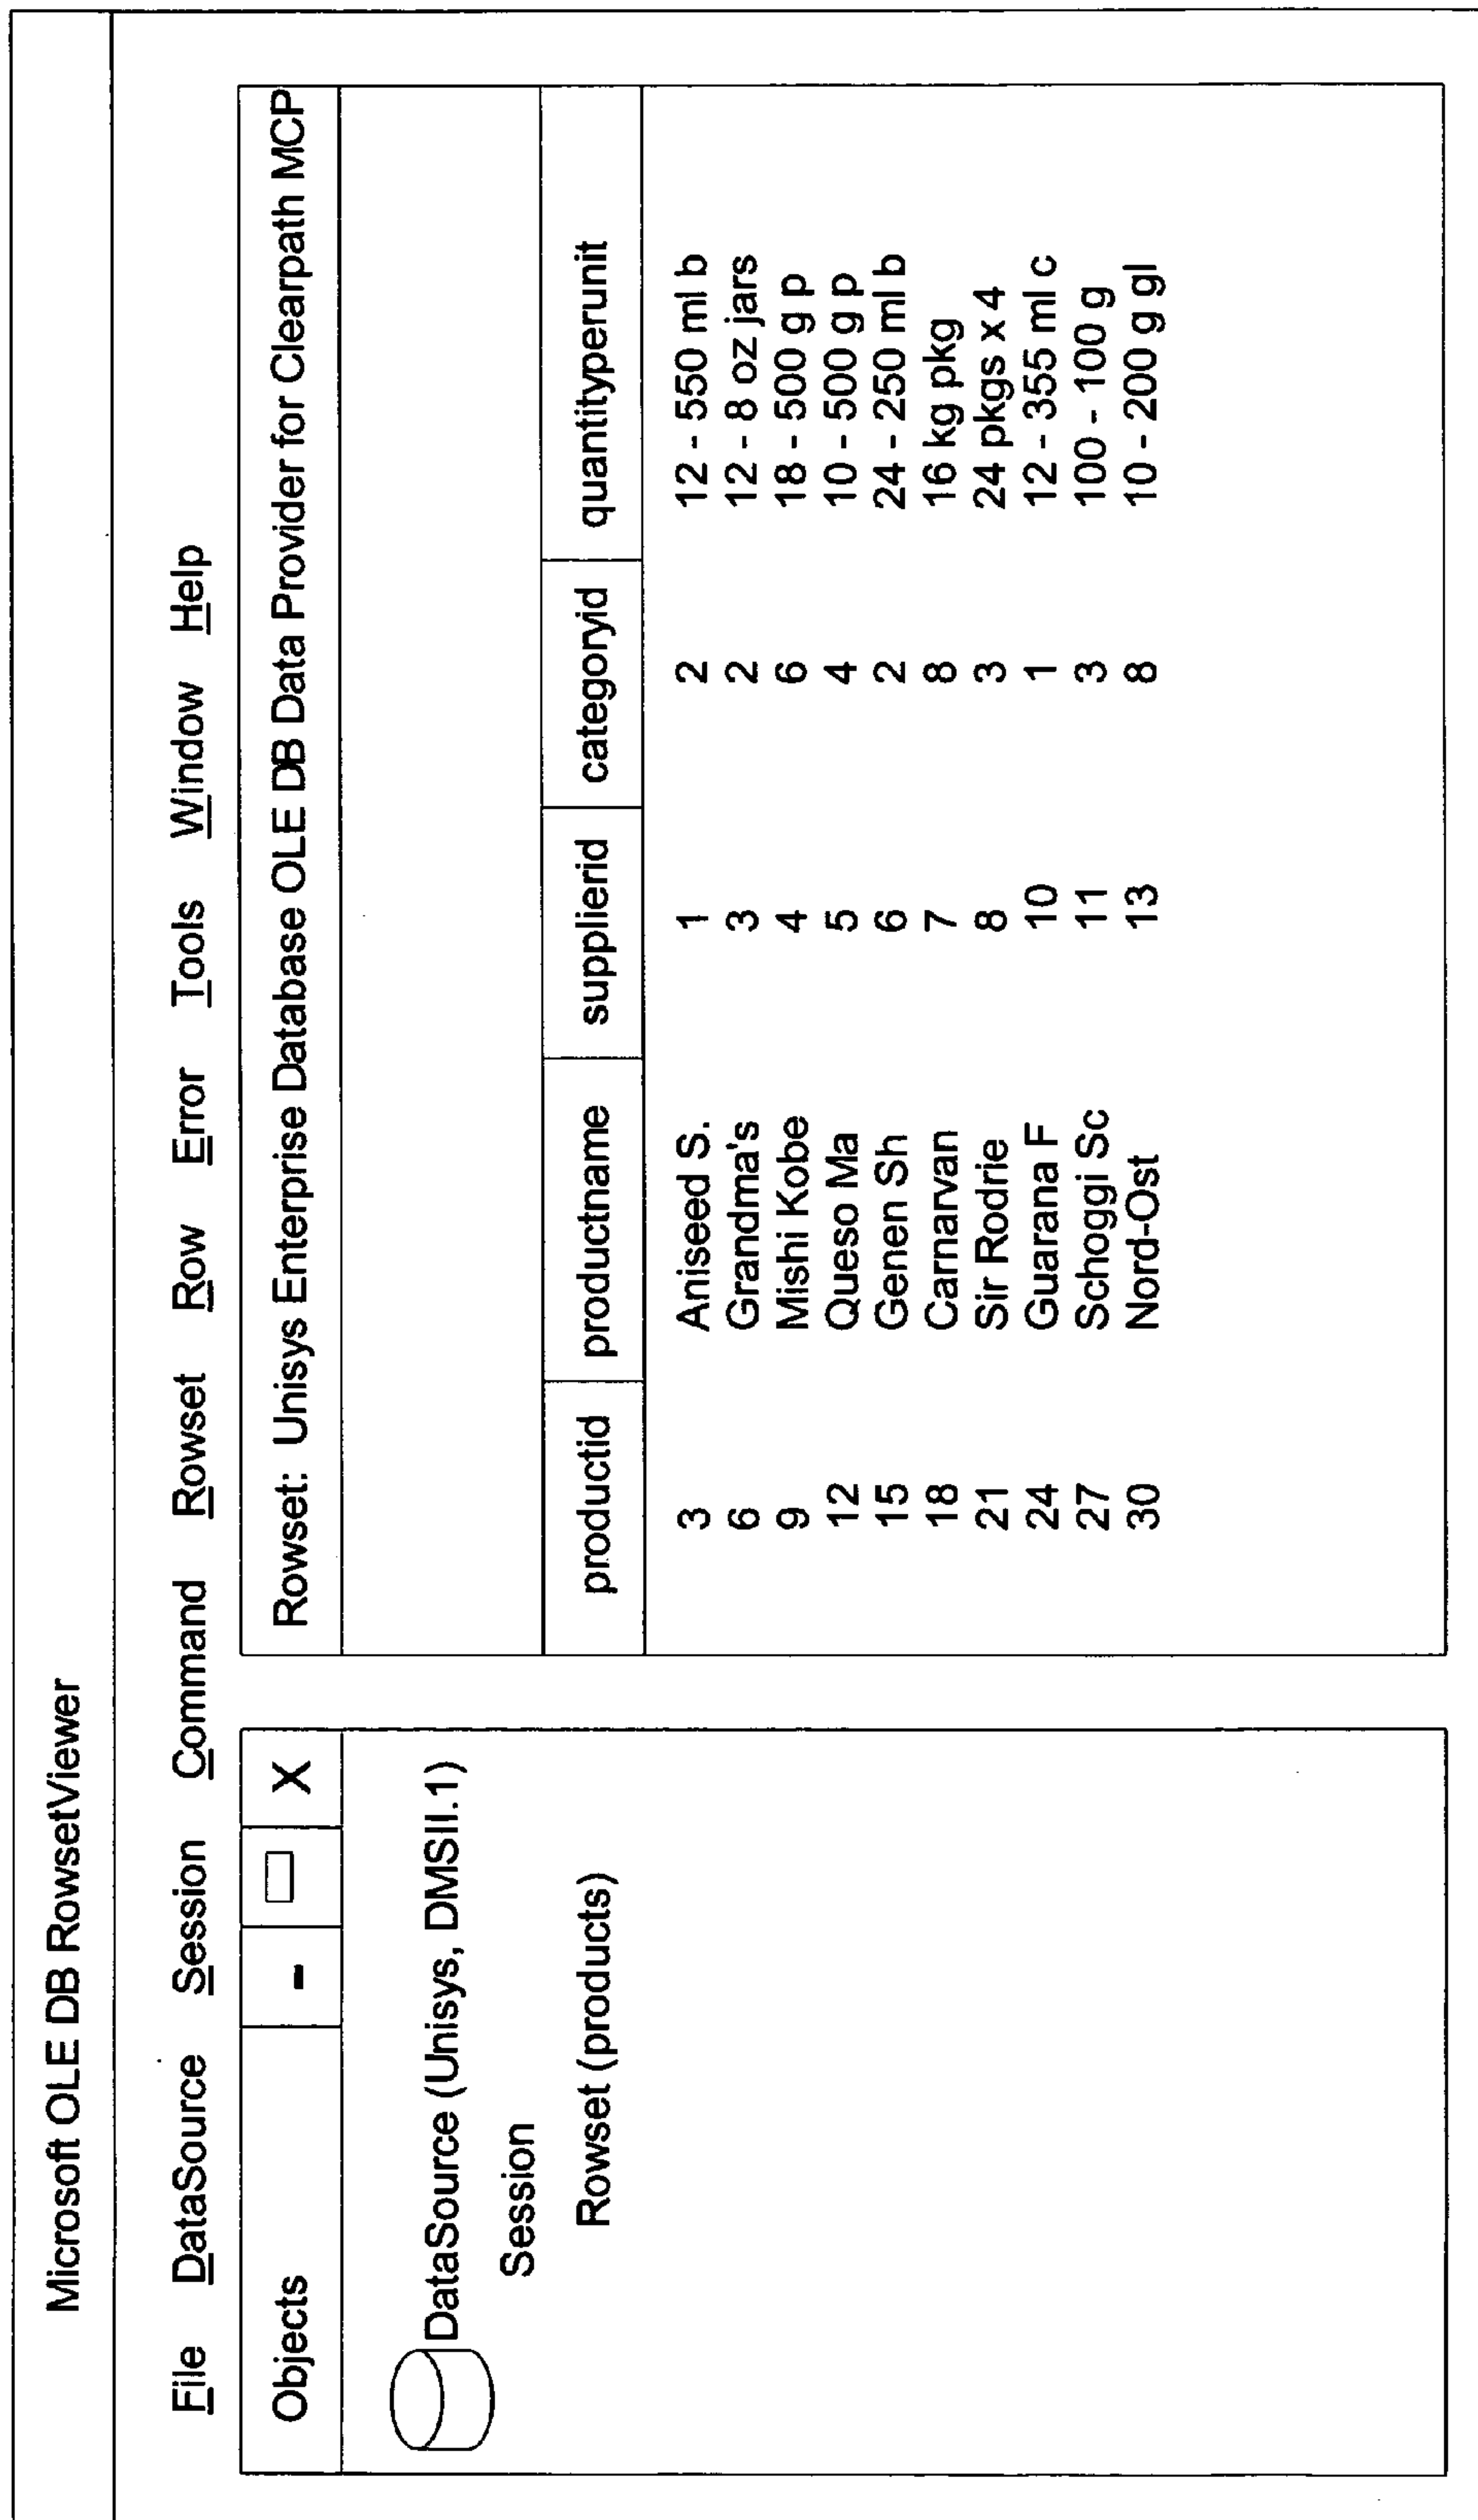 Microsoft OLE DB RowsetViewer
File DataSource Session Command Rowset Row Error Tools Window Help
Objects - X
DataSource (Unisys, DMSII.1)
Session
Rowset (products)
Rowset: Unisys Enterprise Database OLE DB Data Provider for Clearpath MCP
productid productname supplierid categoryid quantityperunit
3 Aniseed S. 1 2 12 - 550 ml b
6 Grandma's 3 2 12 - 8 oz jars
9 Mishi Kobe 4 6 18 - 500 g p
12 Queso Ma 5 4 10 - 500 g p
15 Genen Sh 6 2 24 - 250 ml b
18 Carnarvan 7 8 16 kg pkg
21 Sir Rodrie 8 3 24 pkgs x 4
24 Guarana F 10 1 12 - 355 ml c
27 Schoggi Sc 11 3 100 - 100 g
30 Nord-Ost 13 8 10 - 200 g gl